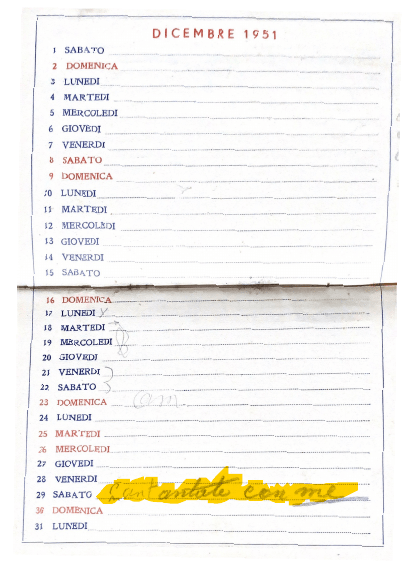 DICEMBRE 1951
1 SABATO
2 DOMENICA
3 LUNEDI
4 MARTEDI
5 MERCOLEDI
6 GIOVEDI
7 VENERDI
8 SABATO
9 DOMENICA
10 LUNEDI
11 MARTEDI
12 MERCOLEDI
13 GIOVEDI
14 VENERDI
15 SABATO
16 DOMENICA
17 LUNEDI
18 MARTEDI
19 MERCOLEDI
20 GIOVEDI
21 VENERDI
22 SABATO
23 DOMENICA
24 LUNEDI
25 MARTEDI
26 MERCOLEDI
27 GIOVEDI
28 VENERDI
29 SABATO con me
30 DOMENICA
31 LUNEDI